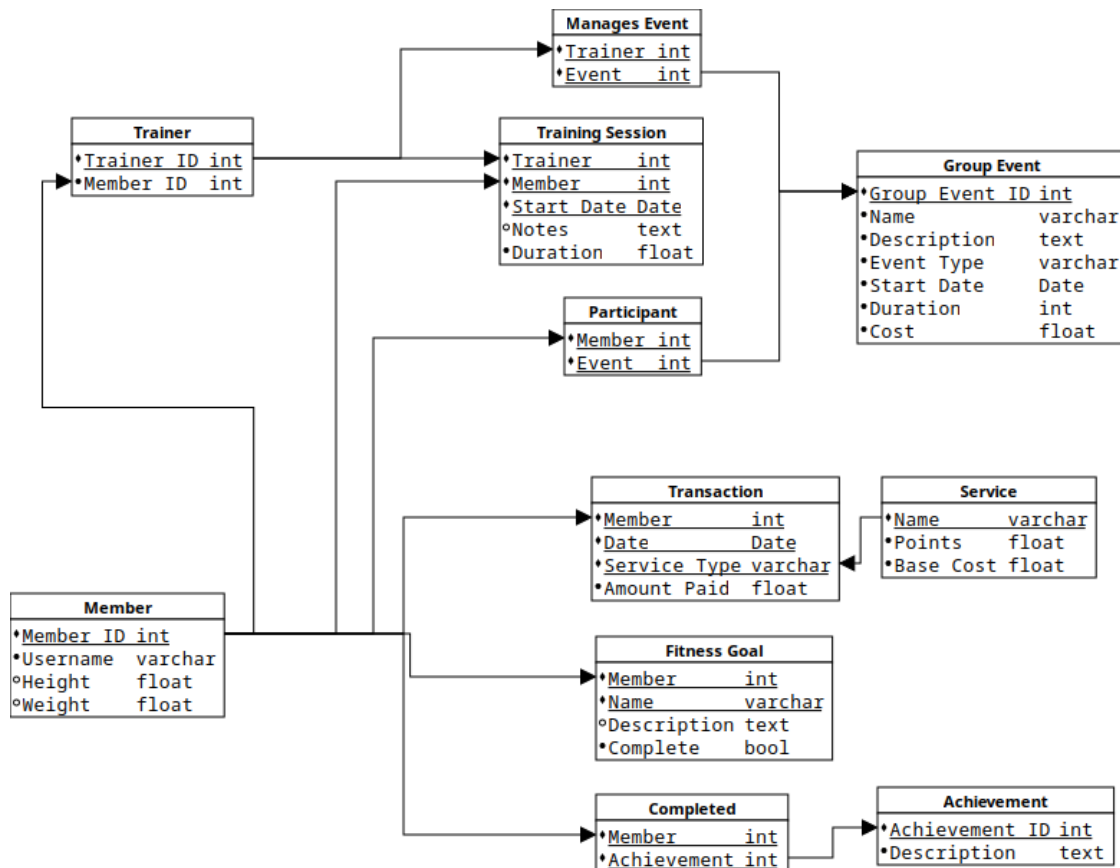 Manages Event
Trainer int
Event int
Trainer
Trainer ID int
Member ID int
Training Session
Trainer int
Member int
Start Date Date
Notes text
Duration float
Group Event
Group Event ID int
Name varchar
Description text
Event Type varchar
Start Date Date
Duration int
Cost float
Participant
Member int
Event int
Transaction
Member int
Date Date
Service Type varchar
Amount Paid float
Service
Name varchar
Points float
Base Cost float
Member
Member ID int
Username varchar
Height float
Weight float
Fitness Goal
Member int
Name varchar
Description text
Complete bool
Completed
Member int
Achievement int
Achievement
Achievement ID int
Description text